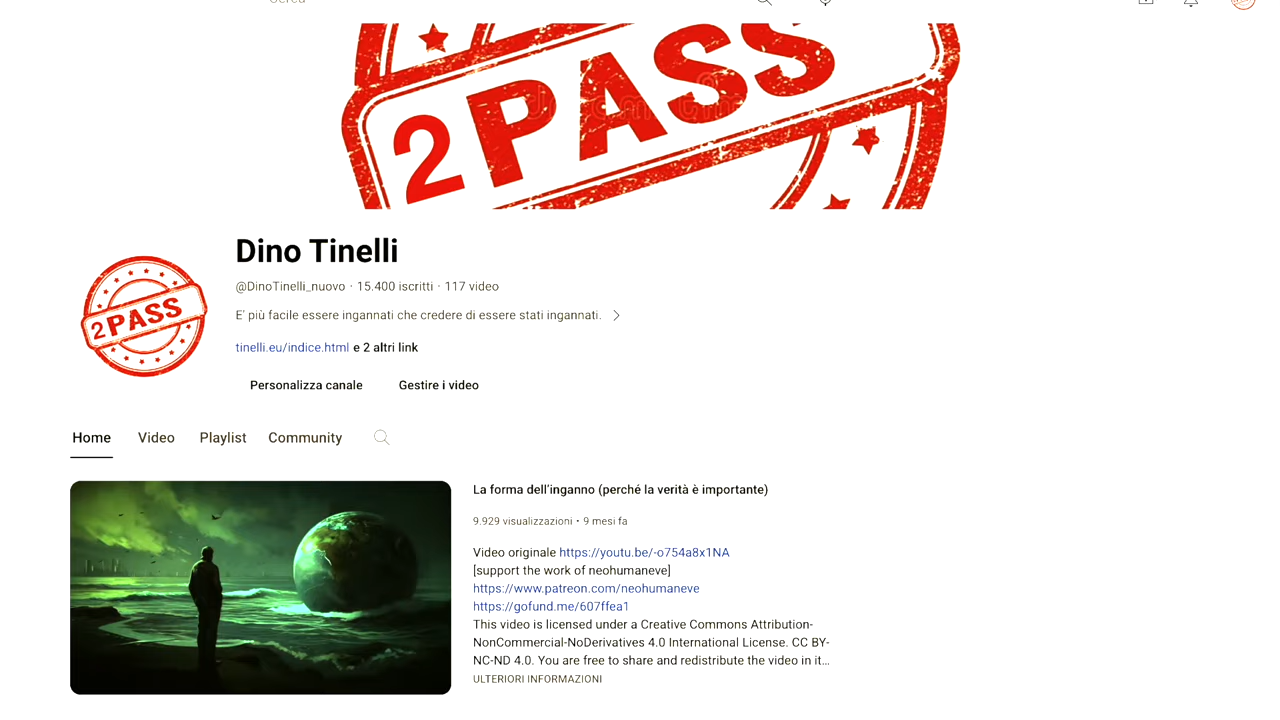 2 PASS
Dino Tinelli
@DinoTinelli_nuovo · 15.400 iscritti · 117 video
2 PASS
E' più facile essere ingannati che credere di essere stati ingannati.
tinelli.eu/indice.html e 2 altri link
Personalizza canale Gestire i video
Home Video Playlist Community
La forma dell'inganno (perché la verità è importante)
9.929 visualizzazioni • 9 mesi fa
Video originale https://youtu.be/-o754a8x1NA
[support the work of neohumaneve]
https://www.patreon.com/neohumaneve
https://gofund.me/607ffea1
This video is licensed under a Creative Commons Attribution-
NonCommercial-NoDerivatives 4.0 International License. CC BY-
NC-ND 4.0. You are free to share and redistribute the video in it...
ULTERIORI INFORMAZIONI